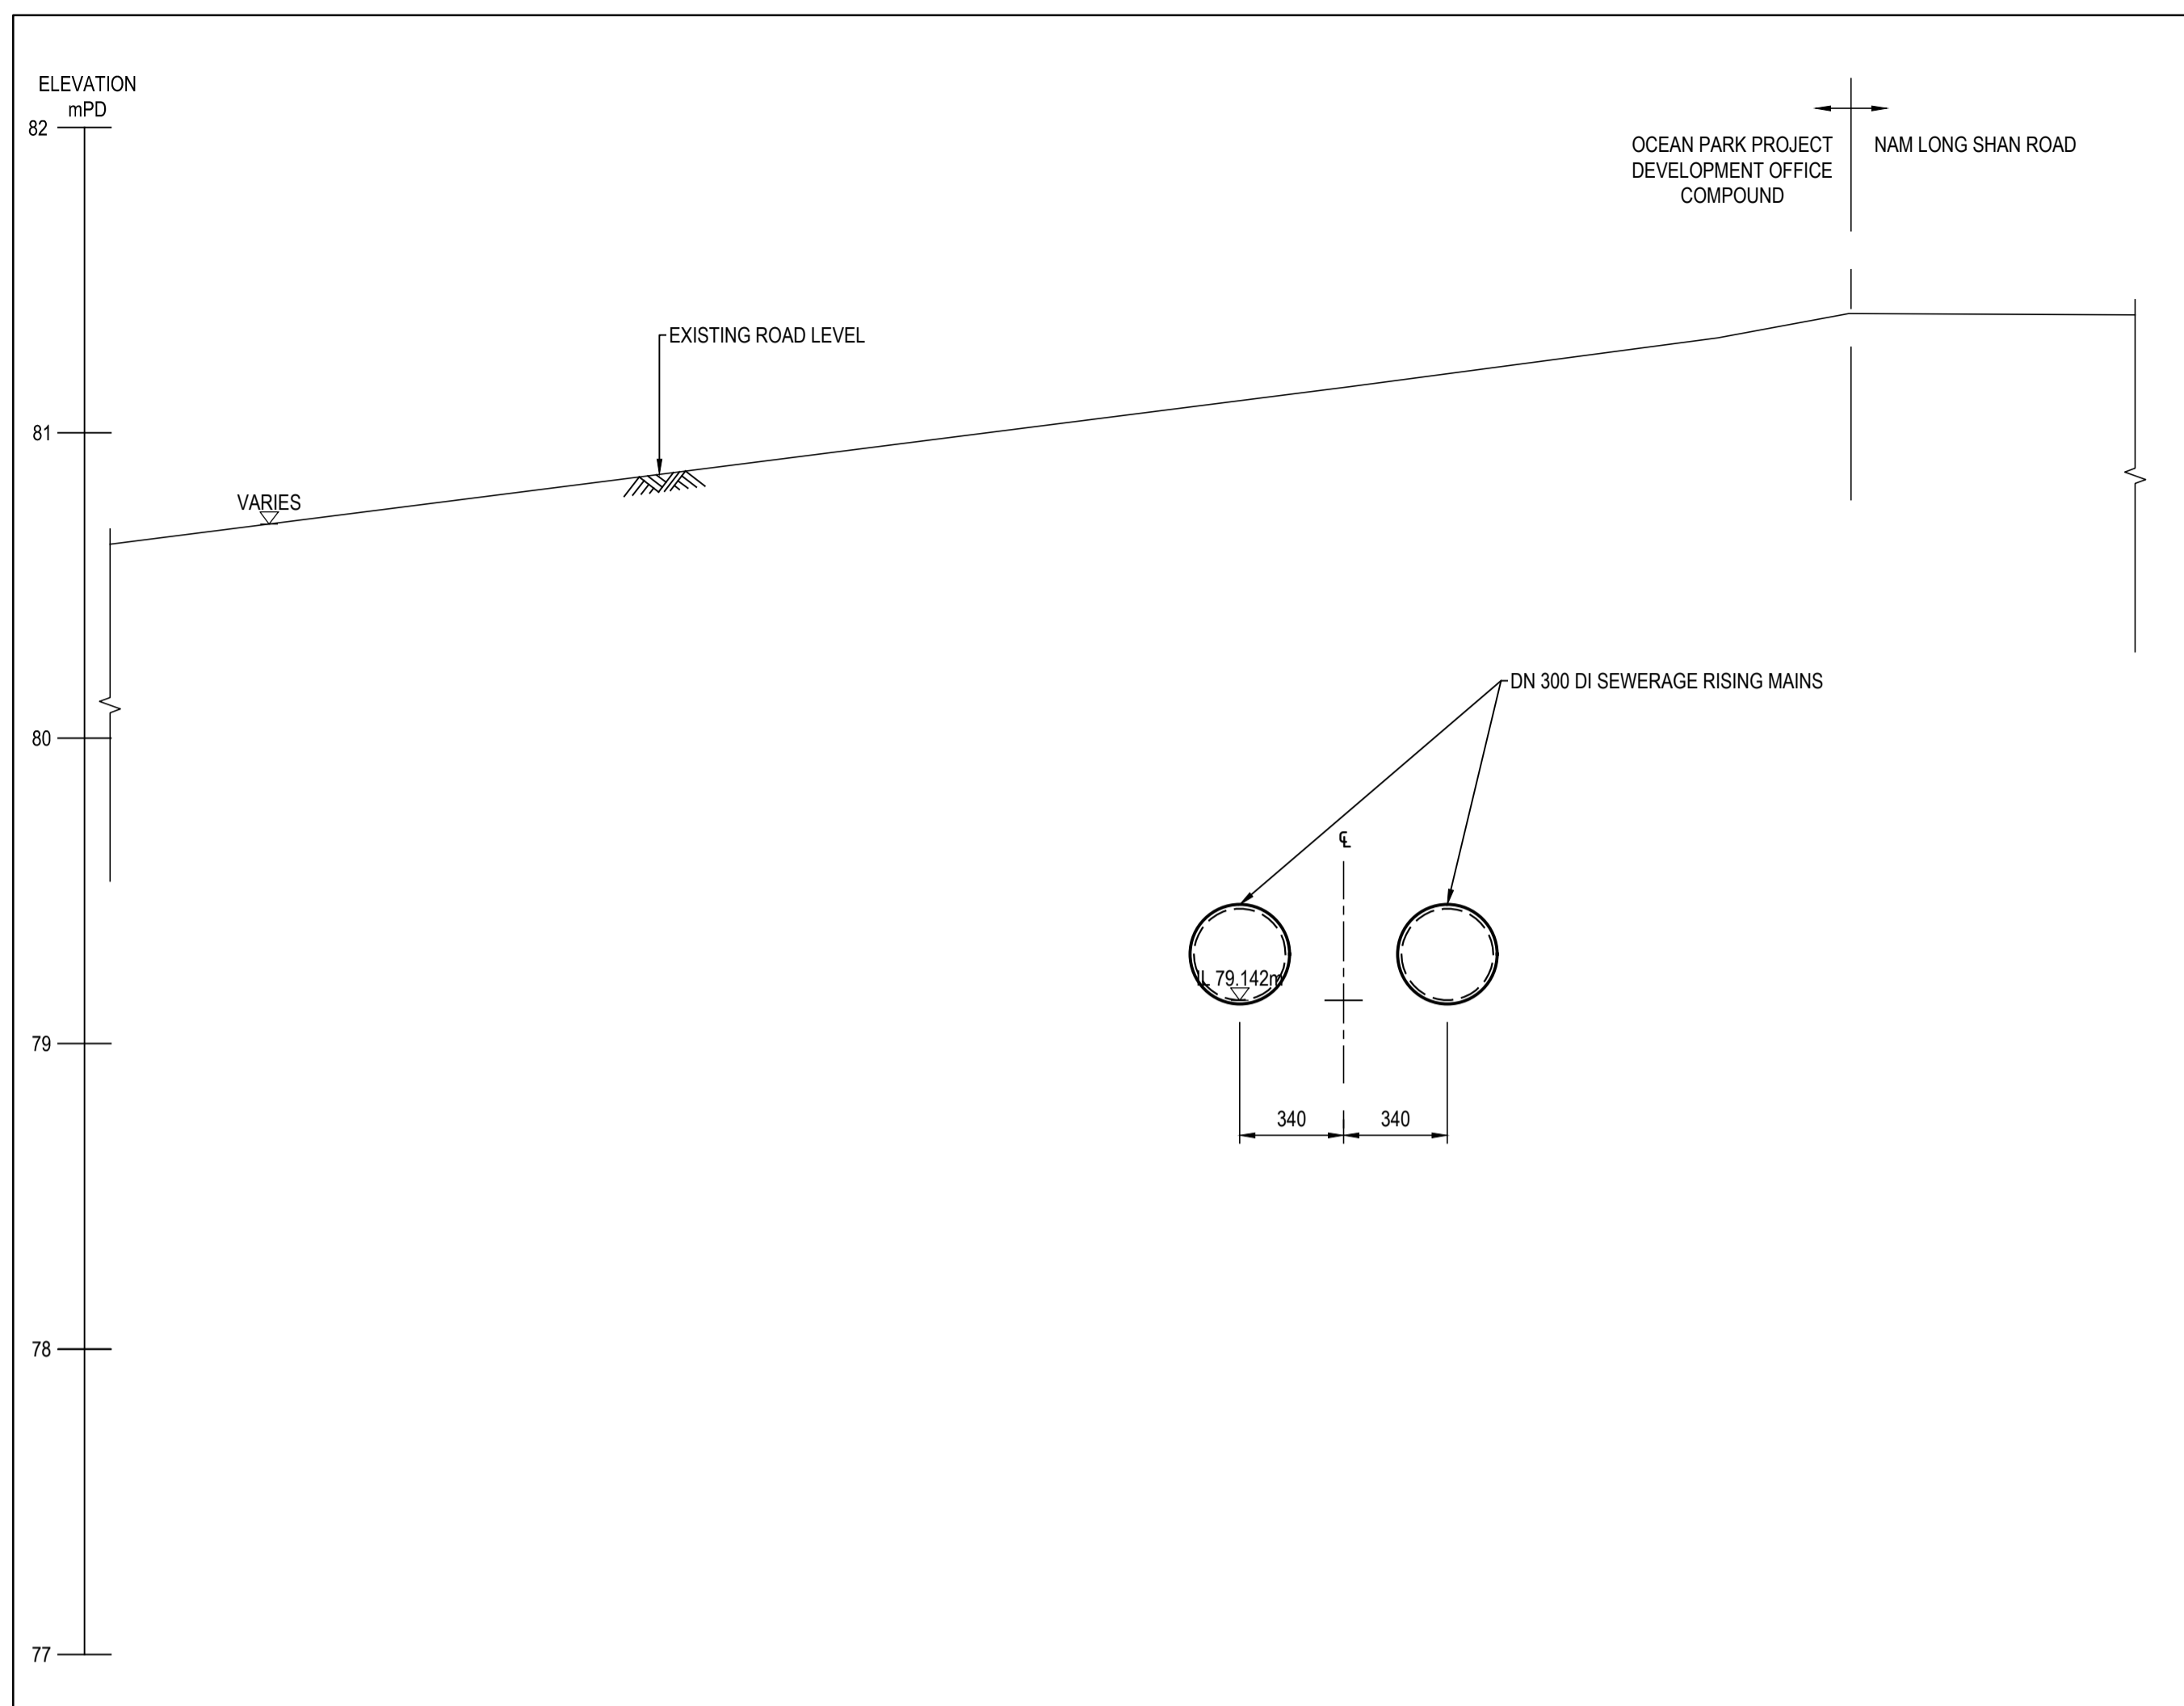 ELEVATION
mPD
82
OCEAN PARK PROJECT
DEVELOPMENT OFFICE
COMPOUND
NAM LONG SHAN ROAD
EXISTING ROAD LEVEL
81
VARIES
DN 300 DI SEWERAGE RISING MAINS
80
℄
IL 79.142m
79
340
340
78
77